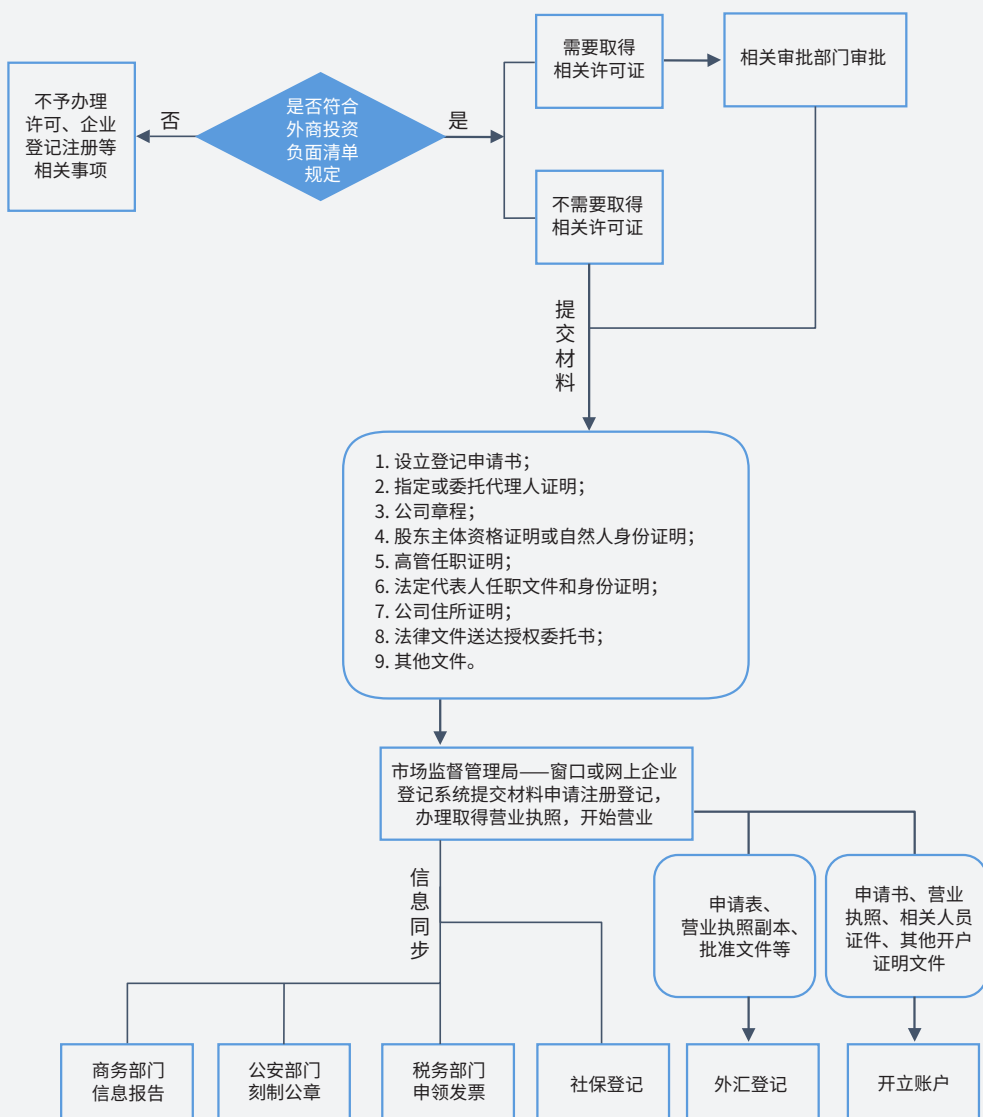 需要取得
相关许可证
相关审批部门审批
不予办理
许可、企业
登记注册等
相关事项
否
是否符合
外商投资
负面清单
规定
是
不需要取得
相关许可证
提
交
材
料
1. 设立登记申请书；
2. 指定或委托代理人证明；
3. 公司章程；
4. 股东主体资格证明或自然人身份证明；
5. 高管任职证明；
6. 法定代表人任职文件和身份证明；
7. 公司住所证明；
8. 法律文件送达授权委托书；
9. 其他文件。
市场监督管理局——窗口或网上企业
登记系统提交材料申请注册登记，
办理取得营业执照，开始营业
信
息
同
步
申请表、
营业执照副本、
批准文件等
申请书、营业
执照、相关人员
证件、其他开户
证明文件
商务部门
信息报告
公安部门
刻制公章
税务部门
申领发票
社保登记
外汇登记
开立账户